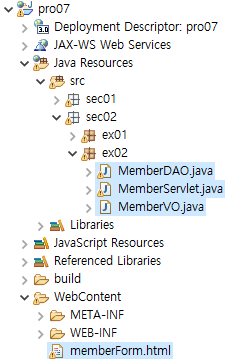 pro07
Deployment Descriptor: pro07
JAX-WS Web Services
Java Resources
src
sec01
sec02
ex01
ex02
MemberDAO.java
MemberServlet.java
MemberVO.java
Libraries
JavaScript Resources
Referenced Libraries
build
WebContent
META-INF
WEB-INF
memberForm.html